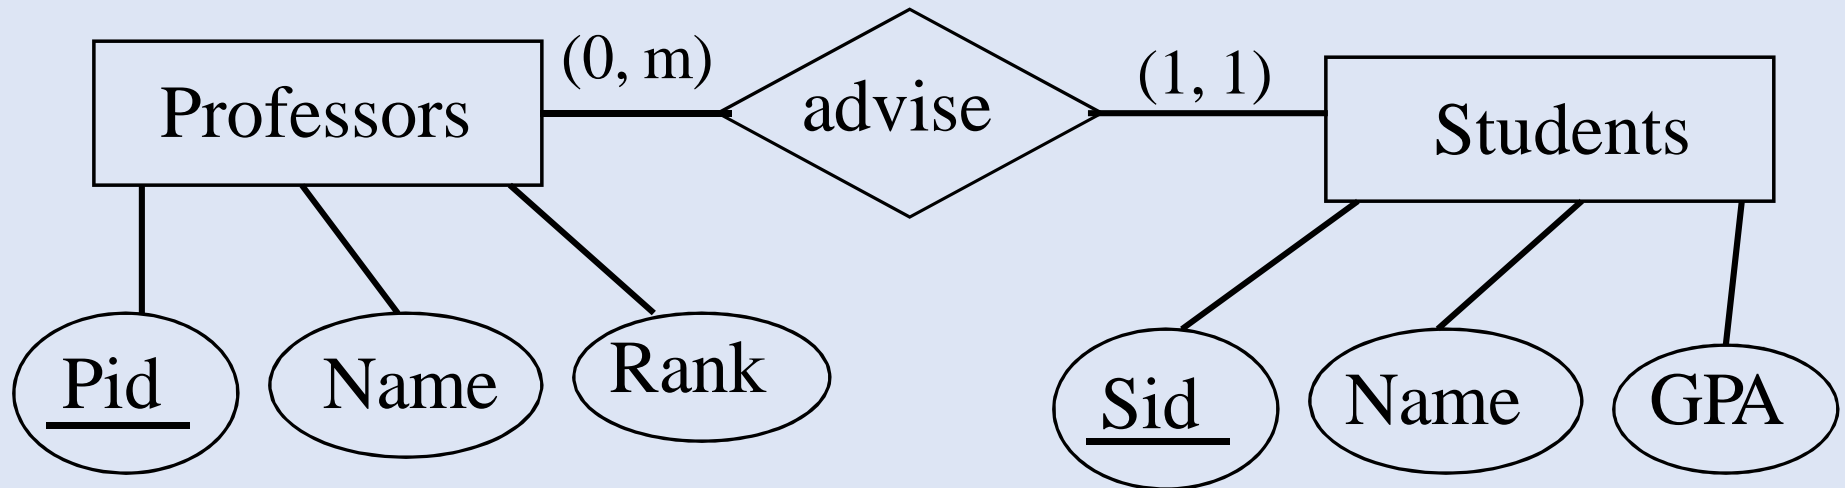 Professors
(0, m)
advise
(1, 1)
Students
Pid
Name
Rank
Sid
Name
GPA